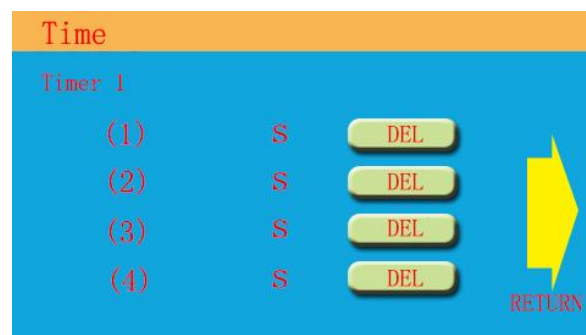 Time
Timer 1
(1) S DEL
(2) S DEL
(3) S DEL
(4) S DEL
RETURN